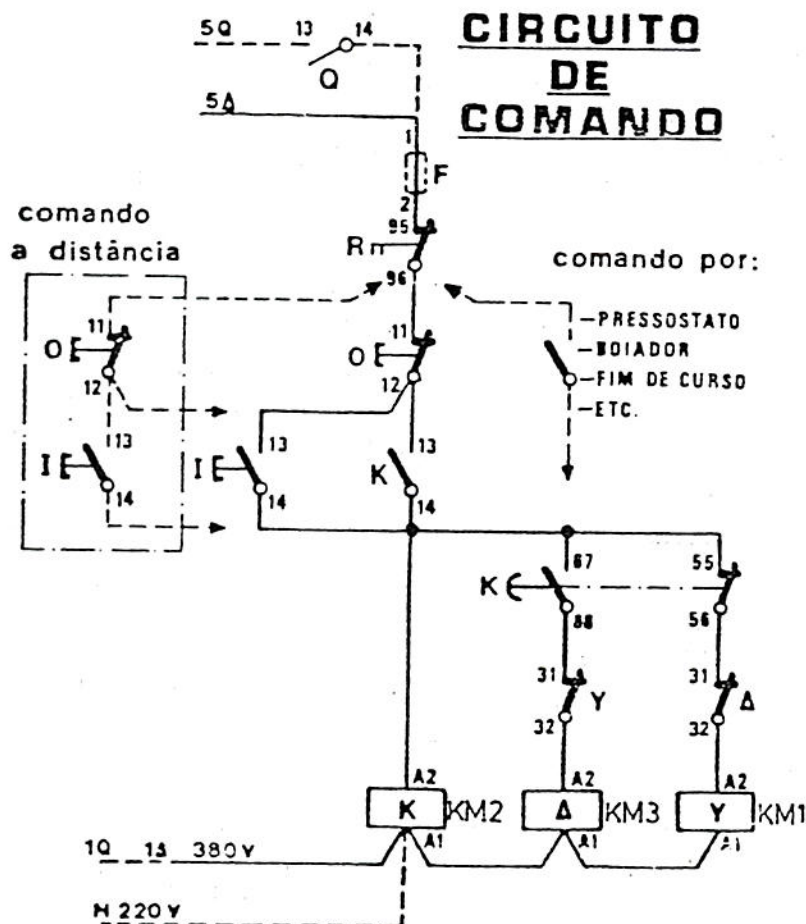 CIRCUITO
DE
COMANDO
5Q 13 14
Q
5Δ
1
F
2
comando
a distância
95
R
96
comando por:
-PRESSOSTATO
-BOIADOR
-FIM DE CURSO
-ETC.
11
O
12
11
O
12
13
I
14
13
I
14
13
K
14
67
K
68
55
56
31
Y
32
31
Δ
32
A2
K KM2
A1
A2
Δ KM3
A1
A2
Y KM1
A1
1Q 13 380V
N 220V